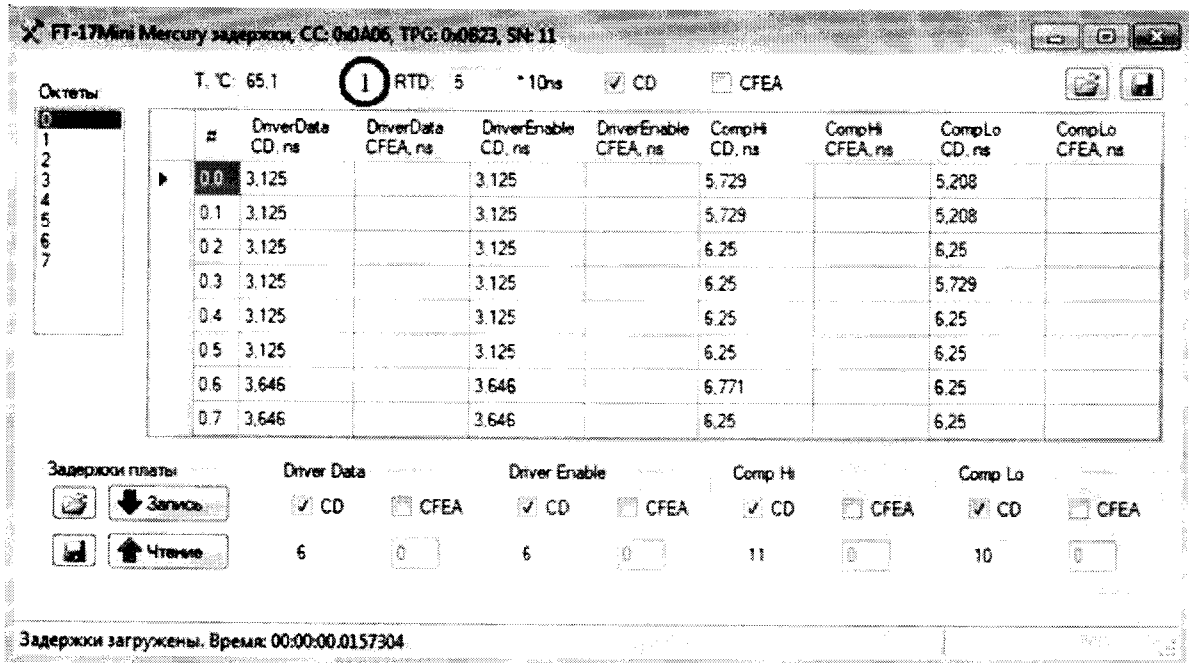 FT-17Mini Mercury задержки, CC: 0x0A06, TPG: 0x0B23, SN: 11
Октеты
T, °C: 65,1 1 RTD: 5 * 10ns CD CFEA
0
1
2
3
4
5
6
7
# DriverData CD, ns DriverData CFEA, ns DriverEnable CD, ns DriverEnable CFEA, ns CompHi CD, ns CompHi CFEA, ns CompLo CD, ns CompLo CFEA, ns
0.0 3,125 3,125 5,729 5,208
0.1 3,125 3,125 5,729 5,208
0.2 3,125 3,125 6,25 6,25
0.3 3,125 3,125 6,25 5,729
0.4 3,125 3,125 6,25 6,25
0.5 3,125 3,125 6,25 6,25
0.6 3,646 3,646 6,771 6,25
0.7 3,646 3,646 6,25 6,25
Задержки платы Driver Data Driver Enable Comp Hi Comp Lo
Запись CD CFEA CD CFEA CD CFEA CD CFEA
Чтение 6 0 6 0 11 0 10 0
Задержки загружены. Время: 00:00:00.0157304